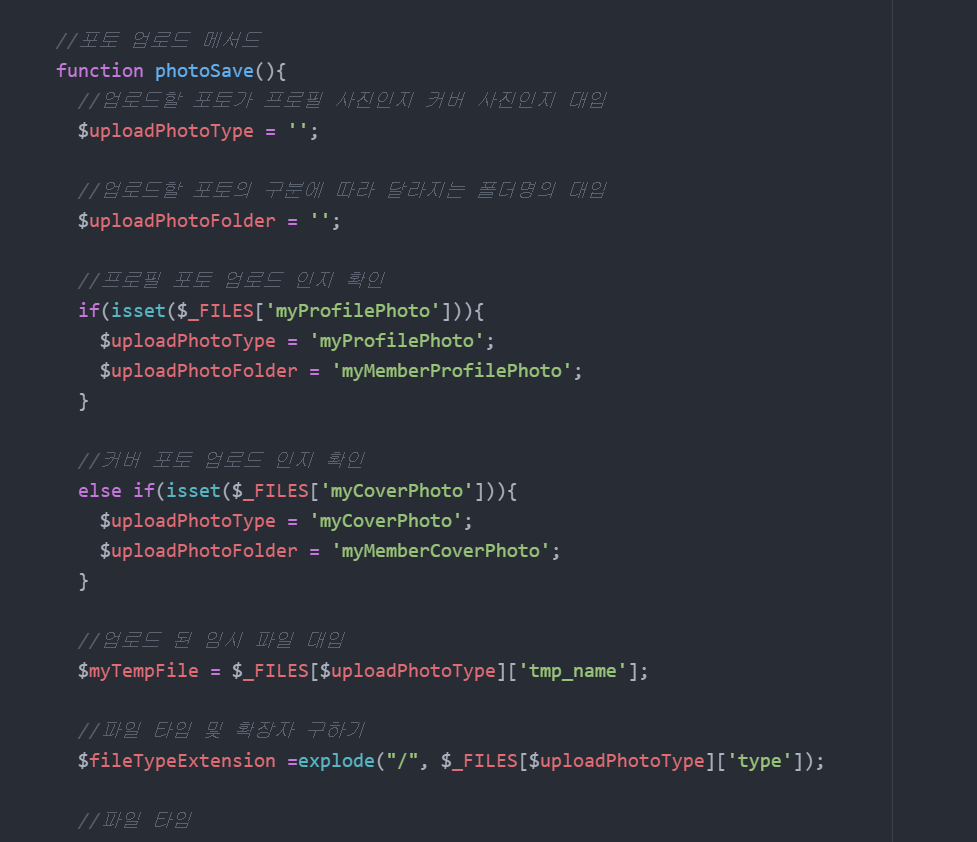 //포토 업로드 메서드
function photoSave(){
//업로드할 포토가 프로필 사진인지 커버 사진인지 대입
$uploadPhotoType = '';
//업로드할 포토의 구분에 따라 달라지는 폴더명의 대입
$uploadPhotoFolder = '';
//프로필 포토 업로드 인지 확인
if(isset($_FILES['myProfilePhoto'])){
$uploadPhotoType = 'myProfilePhoto';
$uploadPhotoFolder = 'myMemberProfilePhoto';
}
//커버 포토 업로드 인지 확인
else if(isset($_FILES['myCoverPhoto'])){
$uploadPhotoType = 'myCoverPhoto';
$uploadPhotoFolder = 'myMemberCoverPhoto';
}
//업로드 된 임시 파일 대입
$myTempFile = $_FILES[$uploadPhotoType]['tmp_name'];
//파일 타입 및 확장자 구하기
$fileTypeExtension =explode("/", $_FILES[$uploadPhotoType]['type']);
//파일 타입